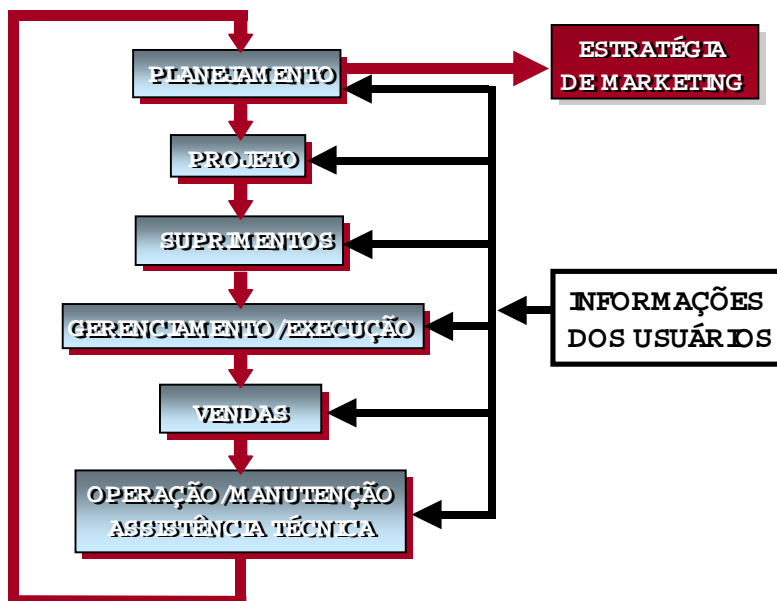 PLANEJAMENTO
ESTRATÉGIA
DE MARKETING
PROJETO
SUPRIMENTOS
GERENCIAMENTO/EXECUÇÃO
INFORMAÇÕES
DOS USUÁRIOS
VENDAS
OPERAÇÃO/MANUTENÇÃO
ASSISTÊNCIA TÉCNICA